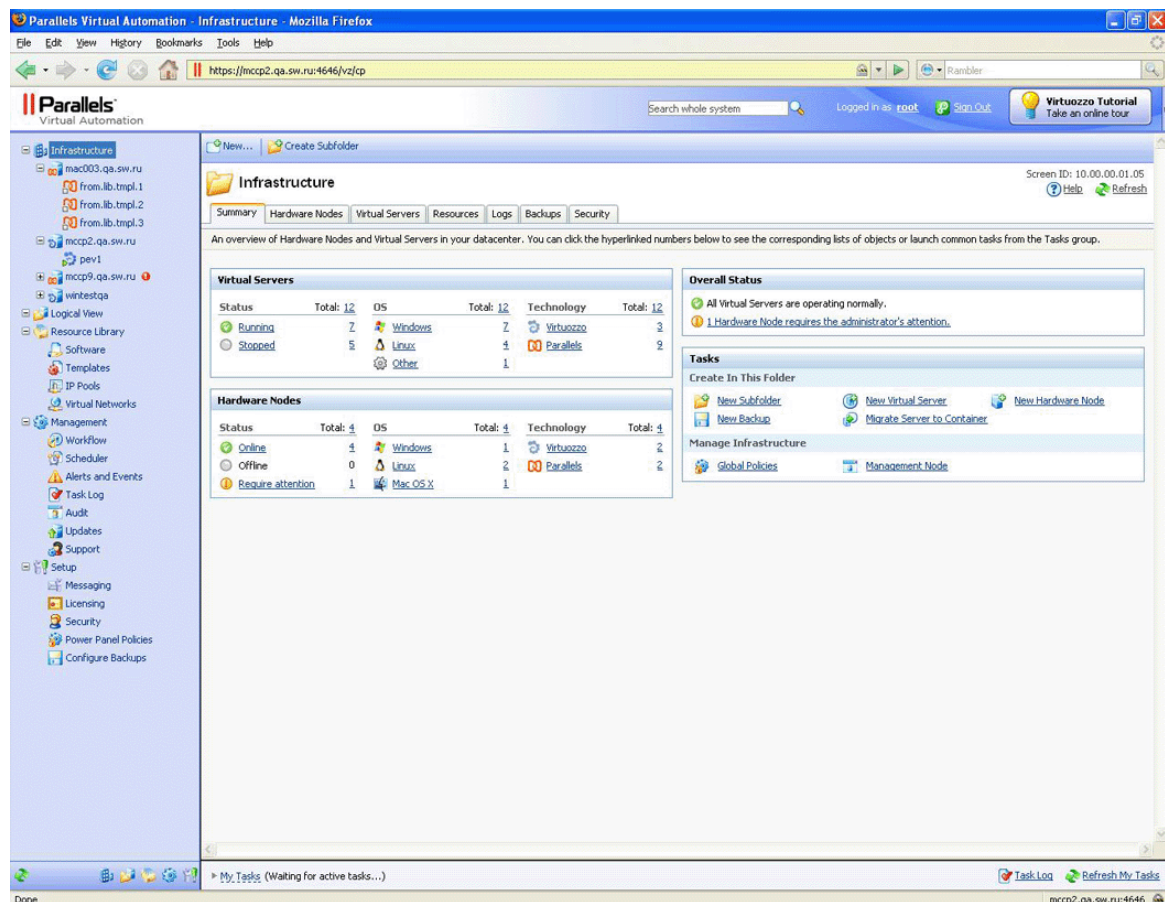 Parallels Virtual Automation - Infrastructure - Mozilla Firefox
File Edit View History Bookmarks Tools Help
https://mccp2.qa.sw.ru:4646/vz/cp
Rambler
Parallels
Virtual Automation
Search whole system
Logged in as root
Sign Out
Virtuozzo Tutorial
Take an online tour
Infrastructure
mac003.qa.sw.ru
from.lib.tmpl.1
from.lib.tmpl.2
from.lib.tmpl.3
mccp2.qa.sw.ru
pev1
mccp9.qa.sw.ru
wintestqa
Logical View
Resource Library
Software
Templates
IP Pools
Virtual Networks
Management
Workflow
Scheduler
Alerts and Events
Task Log
Audit
Updates
Support
Setup
Messaging
Licensing
Security
Power Panel Policies
Configure Backups
New... Create Subfolder
Infrastructure
Screen ID: 10.00.00.01.05
Help Refresh
Summary Hardware Nodes Virtual Servers Resources Logs Backups Security
An overview of Hardware Nodes and Virtual Servers in your datacenter. You can click the hyperlinked numbers below to see the corresponding lists of objects or launch common tasks from the Tasks group.
Virtual Servers
Status Total: 12 OS Total: 12 Technology Total: 12
Running 7 Windows 7 Virtuozzo 3
Stopped 5 Linux 4 Parallels 9
Other 1
Hardware Nodes
Status Total: 4 OS Total: 4 Technology Total: 4
Online 4 Windows 1 Virtuozzo 2
Offline 0 Linux 2 Parallels 2
Require attention 1 Mac OS X 1
Overall Status
All Virtual Servers are operating normally.
1 Hardware Node requires the administrator's attention.
Tasks
Create In This Folder
New Subfolder New Virtual Server New Hardware Node
New Backup Migrate Server to Container
Manage Infrastructure
Global Policies Management Node
My Tasks (Waiting for active tasks...)
Task Log Refresh My Tasks
Done
mccp2.qa.sw.ru:4646